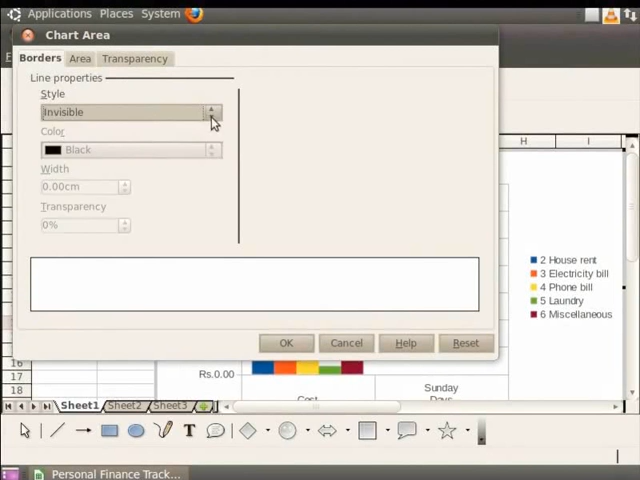 Applications Places System
Chart Area
Borders Area Transparency
Line properties
Style
Invisible
Color
Black
Width
0.00cm
Transparency
0%
OK Cancel Help Reset
H I
2 House rent
3 Electricity bill
4 Phone bill
5 Laundry
6 Miscellaneous
16
17
18
Rs.0.00
Sunday
Cost Days
Sheet1 Sheet2 Sheet3
T
Personal Finance Track...